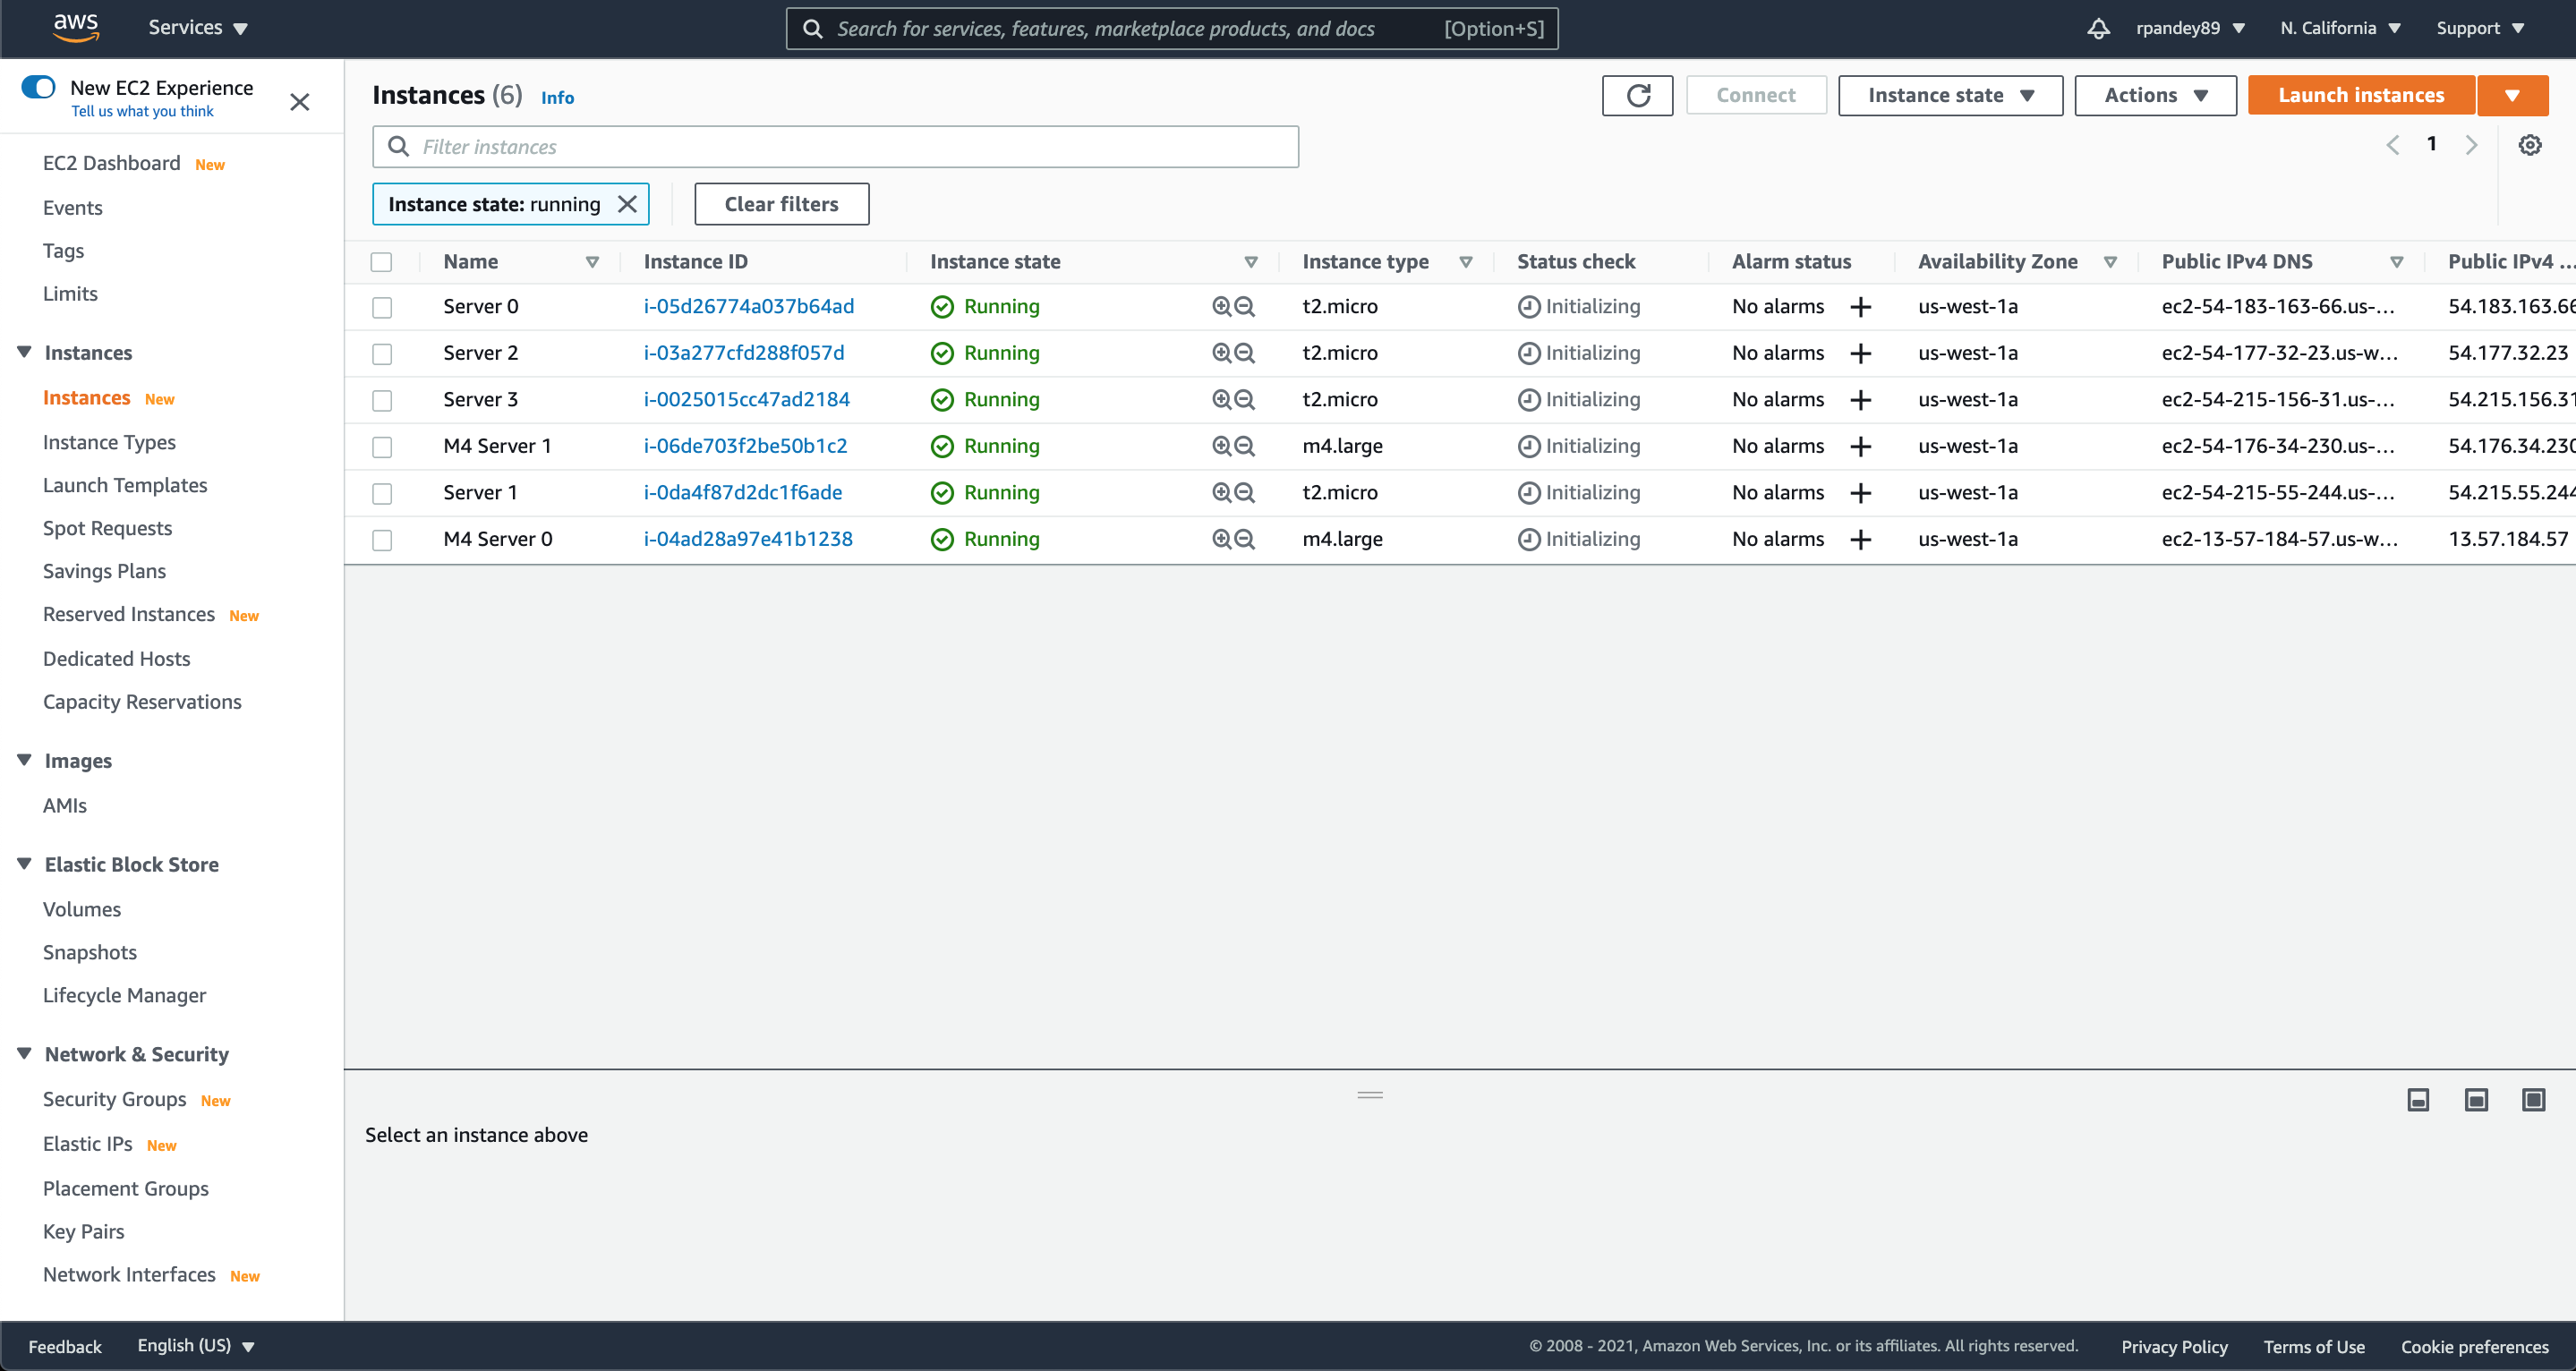 aws Services Search for services, features, marketplace products, and docs [Option+S] rpandey89 N. California Support
New EC2 Experience
Tell us what you think
EC2 Dashboard New
Events
Tags
Limits
Instances
Instances New
Instance Types
Launch Templates
Spot Requests
Savings Plans
Reserved Instances New
Dedicated Hosts
Capacity Reservations
Images
AMIs
Elastic Block Store
Volumes
Snapshots
Lifecycle Manager
Network & Security
Security Groups New
Elastic IPs New
Placement Groups
Key Pairs
Network Interfaces New
Instances (6) Info Connect Instance state Actions Launch instances
Filter instances 1
Instance state: running Clear filters
Name Instance ID Instance state Instance type Status check Alarm status Availability Zone Public IPv4 DNS Public IPv4 ...
Server 0 i-05d26774a037b64ad Running t2.micro Initializing No alarms us-west-1a ec2-54-183-163-66.us-... 54.183.163.66
Server 2 i-03a277cfd288f057d Running t2.micro Initializing No alarms us-west-1a ec2-54-177-32-23.us-w... 54.177.32.23
Server 3 i-0025015cc47ad2184 Running t2.micro Initializing No alarms us-west-1a ec2-54-215-156-31.us-... 54.215.156.31
M4 Server 1 i-06de703f2be50b1c2 Running m4.large Initializing No alarms us-west-1a ec2-54-176-34-230.us-... 54.176.34.230
Server 1 i-0da4f87d2dc1f6ade Running t2.micro Initializing No alarms us-west-1a ec2-54-215-55-244.us-... 54.215.55.244
M4 Server 0 i-04ad28a97e41b1238 Running m4.large Initializing No alarms us-west-1a ec2-13-57-184-57.us-w... 13.57.184.57
Select an instance above
Feedback English (US) © 2008 - 2021, Amazon Web Services, Inc. or its affiliates. All rights reserved. Privacy Policy Terms of Use Cookie preferences